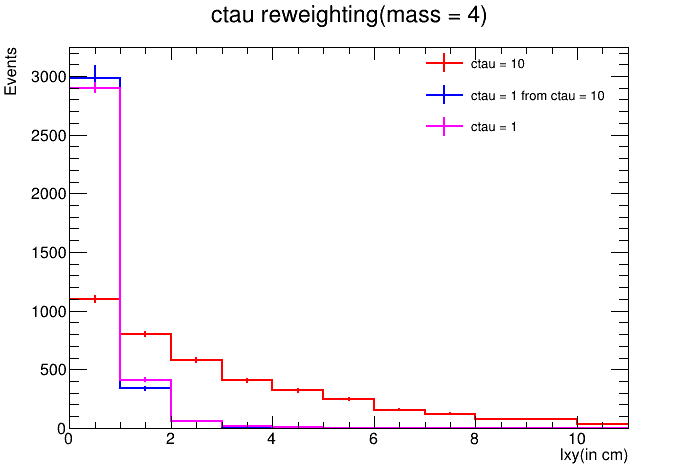 ctau reweighting(mass = 4)
Events
ctau = 10
ctau = 1 from ctau = 10
ctau = 1
3000
2500
2000
1500
1000
500
0
0 2 4 6 8 10
lxy(in cm)